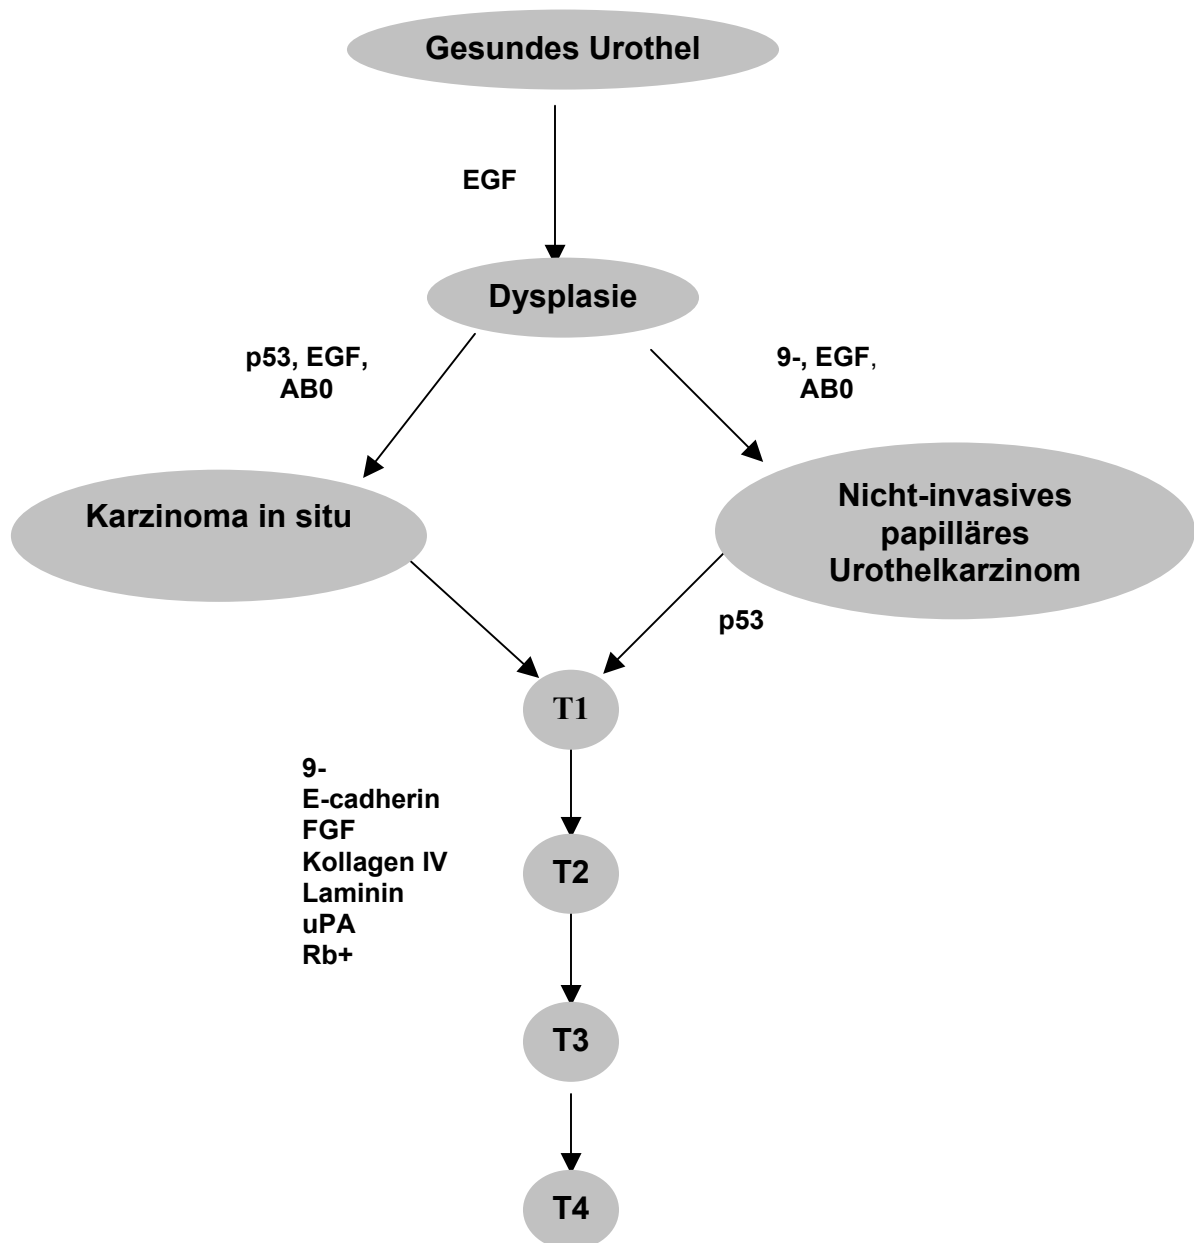 Gesundes Urothel
EGF
Dysplasie
p53, EGF,
AB0
9-, EGF,
AB0
Karzinoma in situ
Nicht-invasives
papilläres
Urothelkarzinom
p53
T1
9-
E-cadherin
FGF
Kollagen IV
Laminin
uPA
Rb+
T2
T3
T4